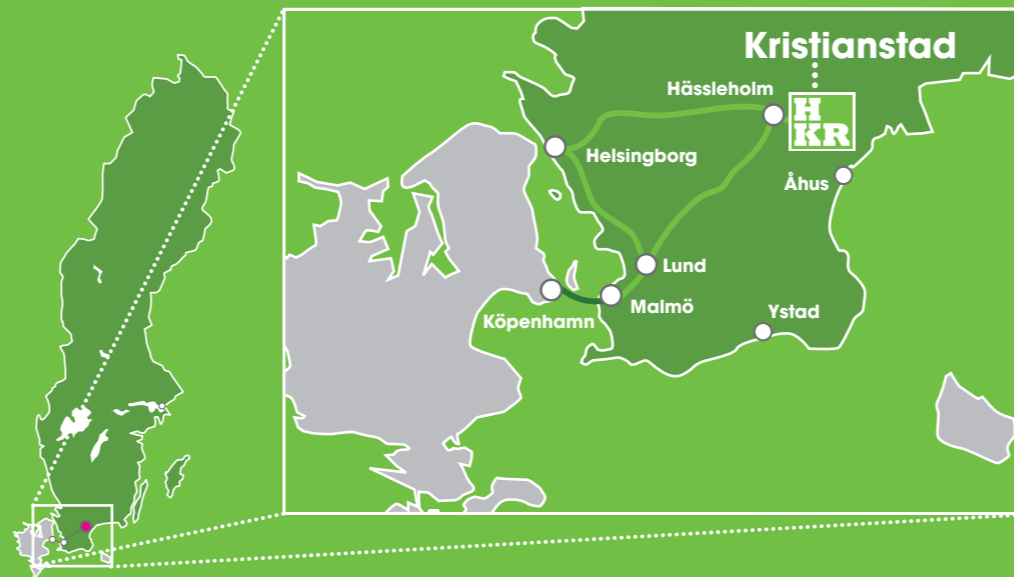 Kristianstad
Hässleholm
H
KR
Helsingborg
Åhus
Lund
Malmö
Köpenhamn
Ystad